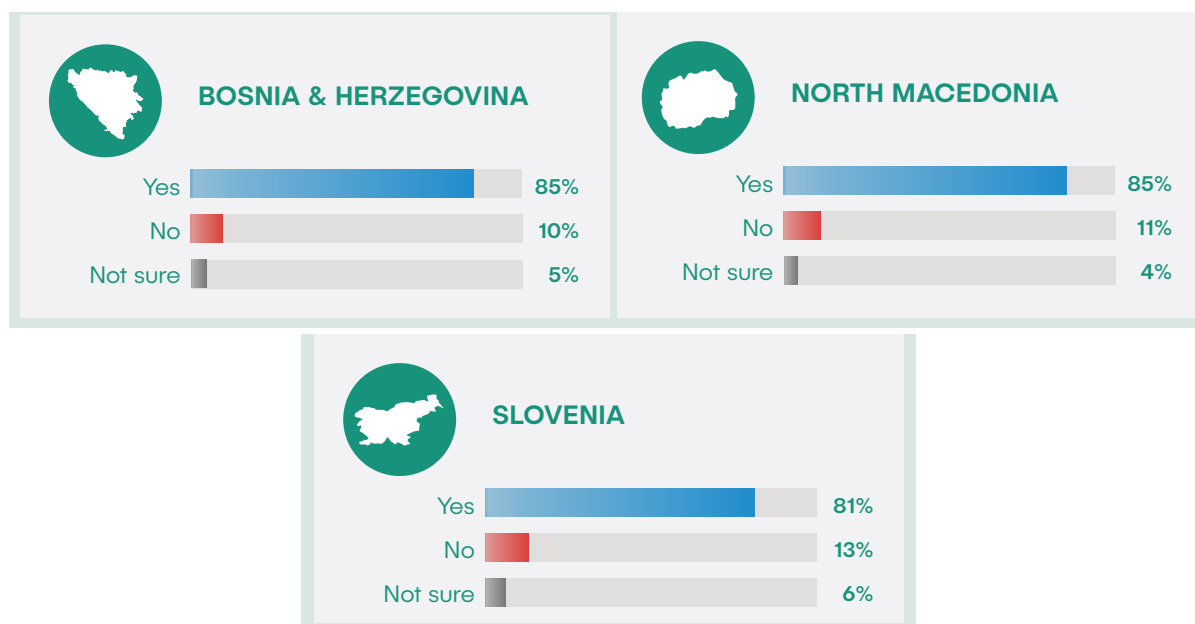 BOSNIA & HERZEGOVINA
Yes 85%
No 10%
Not sure 5%
NORTH MACEDONIA
Yes 85%
No 11%
Not sure 4%
SLOVENIA
Yes 81%
No 13%
Not sure 6%